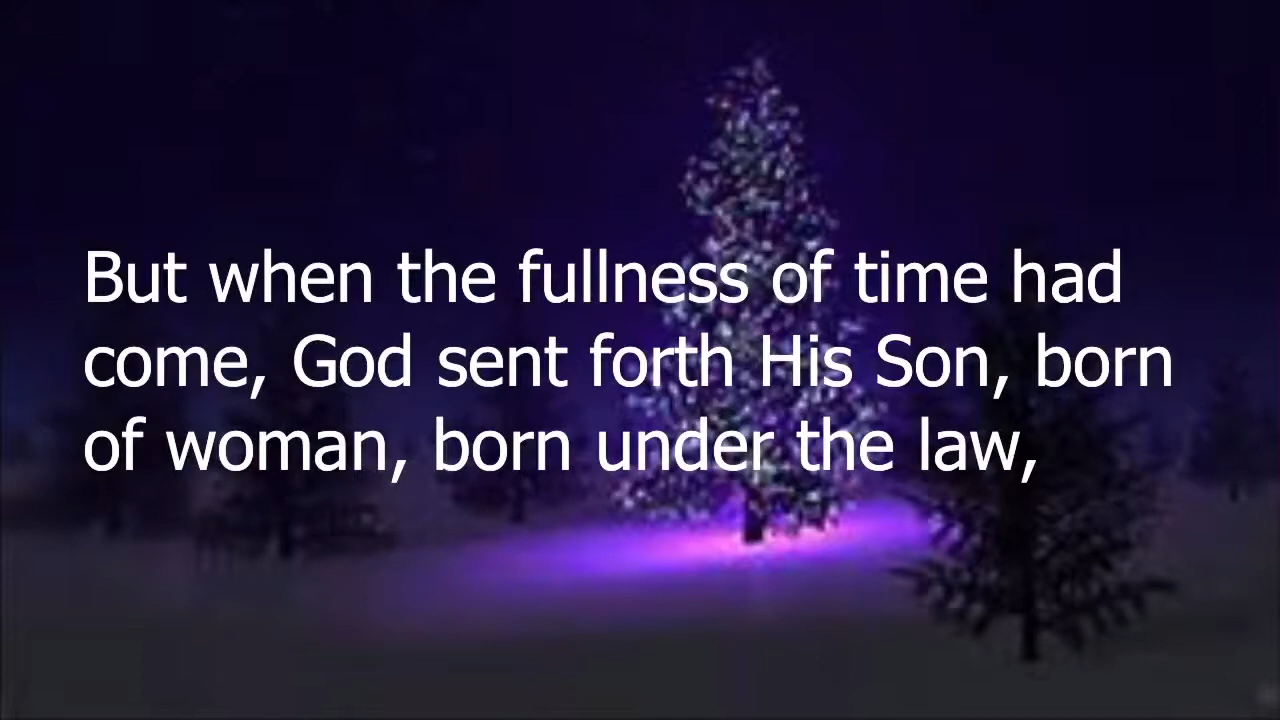 But when the fullness of time had
come, God sent forth His Son, born
of woman, born under the law,